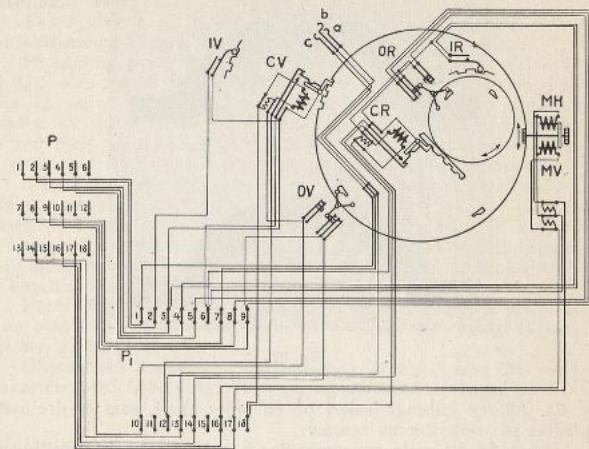 b
a
c
IV
CV
OR
IR
P
CR
MH
MV
1 2 3 4 5 6
OV
7 8 9 10 11 12
13 14 15 16 17 18
1 2 3 4 5 6 7 8 9
P₁
10 11 12 13 14 15 16 17 18